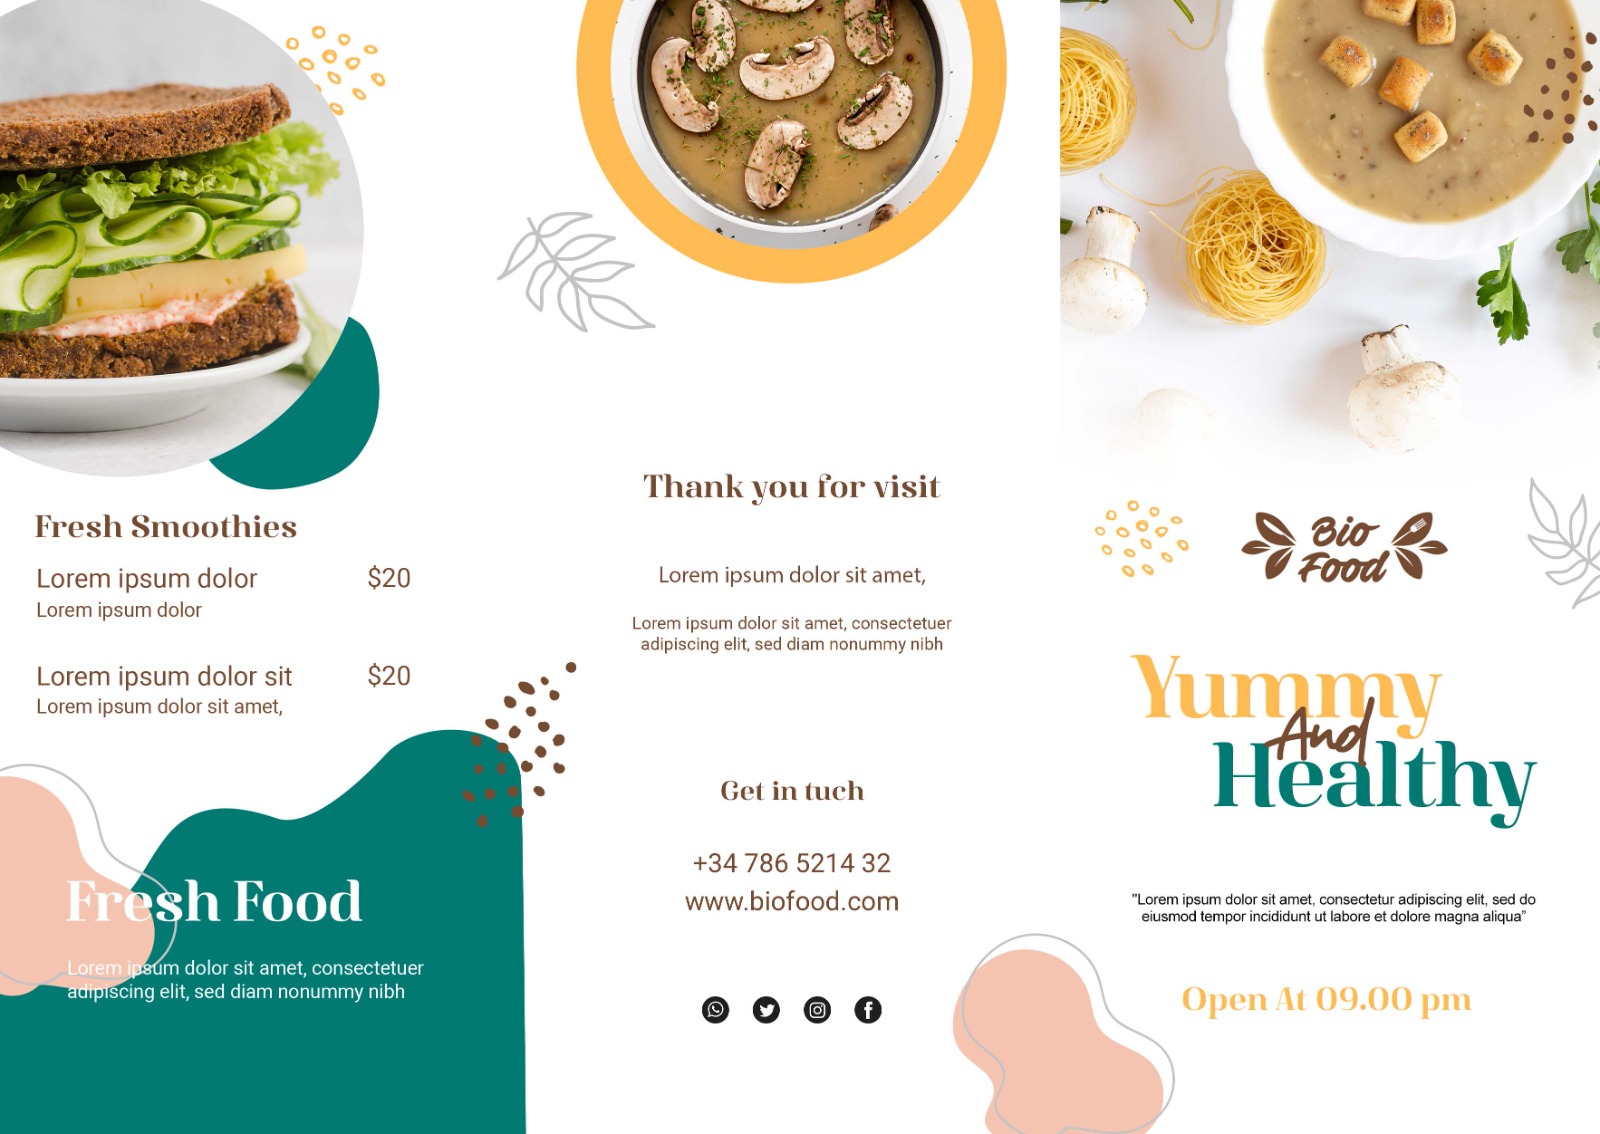 Fresh Smoothies
Lorem ipsum dolor $20
Lorem ipsum dolor
Lorem ipsum dolor sit $20
Lorem ipsum dolor sit amet,
Fresh Food
Lorem ipsum dolor sit amet, consectetuer
adipiscing elit, sed diam nonummy nibh
Thank you for visit
Lorem ipsum dolor sit amet,
Lorem ipsum dolor sit amet, consectetuer
adipiscing elit, sed diam nonummy nibh
Get in tuch
+34 786 5214 32
www.biofood.com
Bio
Food
Yummy
And
Healthy
"Lorem ipsum dolor sit amet, consectetur adipiscing elit, sed do
eiusmod tempor incididunt ut labore et dolore magna aliqua"
Open At 09.00 pm